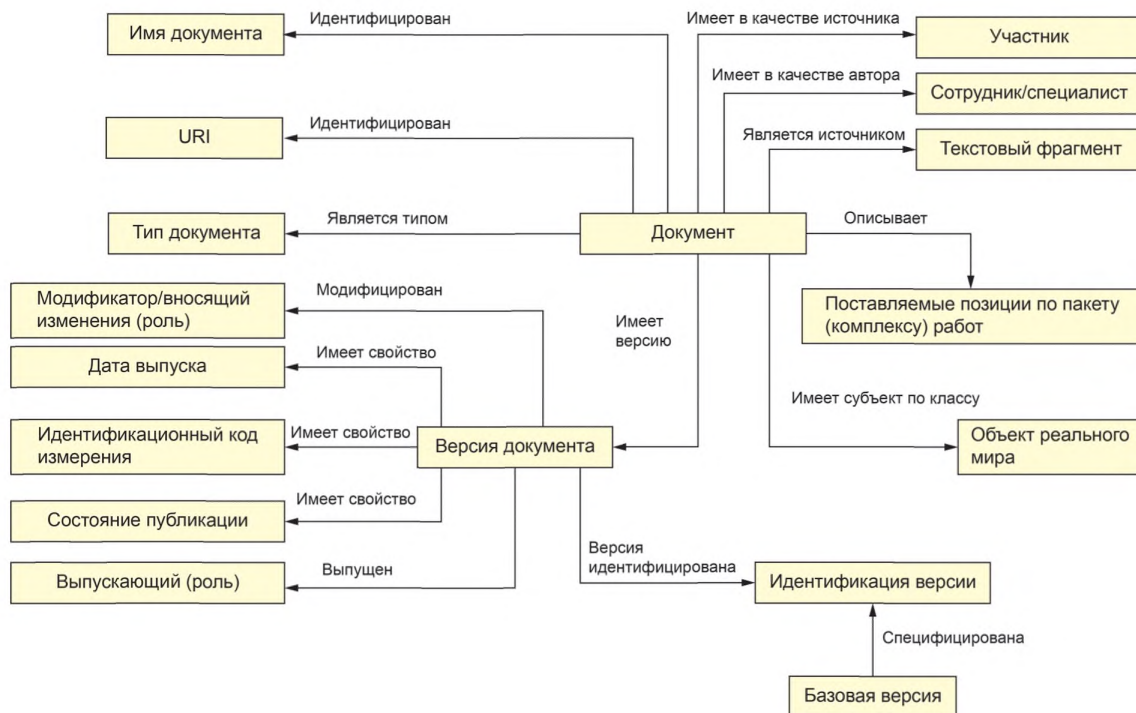 Идентифицирован
Имеет в качестве источника
Имя документа
Участник
Имеет в качестве автора
Сотрудник/специалист
URI
Идентифицирован
Является источником
Текстовый фрагмент
Является типом
Описывает
Тип документа
Документ
Модификатор/вносящий
изменения (роль)
Модифицирован
Имеет
версию
Поставляемые позиции по пакету
(комплексу) работ
Дата выпуска
Имеет свойство
Имеет субъект по классу
Идентификационный код
измерения
Имеет свойство
Версия документа
Объект реального
мира
Имеет свойство
Состояние публикации
Выпускающий (роль)
Выпущен
Версия
идентифицирована
Идентификация версии
Специфицирована
Базовая версия